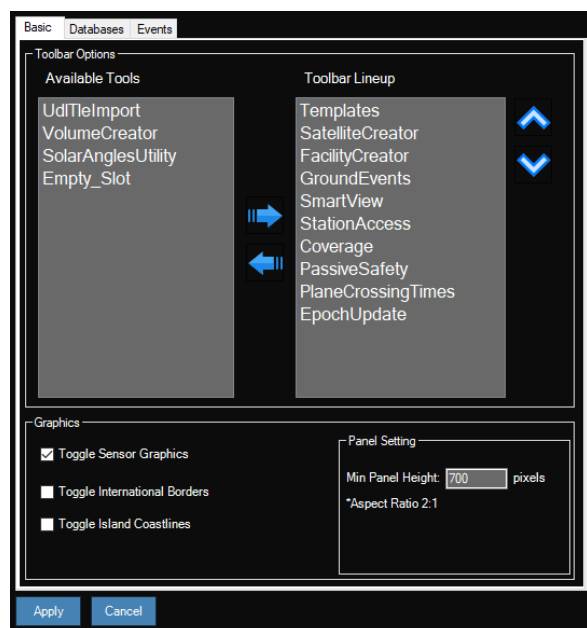 Basic Databases Events
Toolbar Options
Available Tools
UdlTleImport
VolumeCreator
SolarAnglesUtility
Empty_Slot
Toolbar Lineup
Templates
SatelliteCreator
FacilityCreator
GroundEvents
SmartView
StationAccess
Coverage
PassiveSafety
PlaneCrossingTimes
EpochUpdate
Graphics
Toggle Sensor Graphics
Toggle International Borders
Toggle Island Coastlines
Panel Setting
Min Panel Height: 700 pixels
*Aspect Ratio 2:1
Apply Cancel